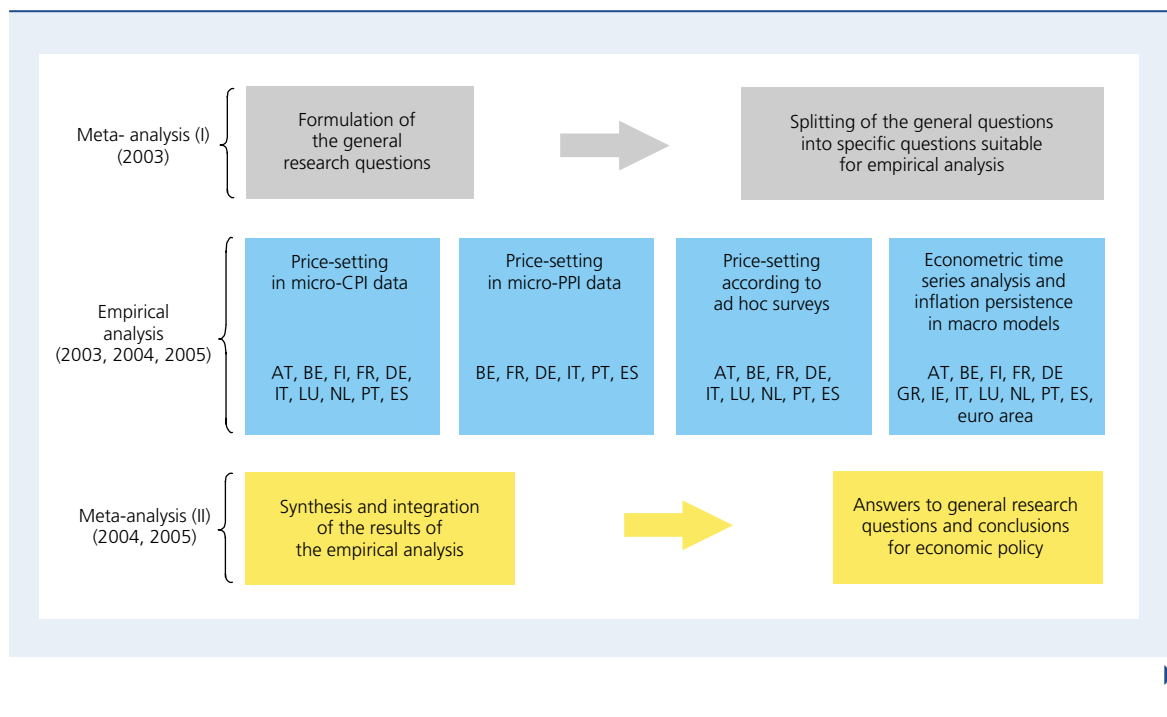 Meta- analysis (I)
(2003)
Formulation of
the general
research questions
Splitting of the general questions
into specific questions suitable
for empirical analysis
Empirical
analysis
(2003, 2004, 2005)
Price-setting
in micro-CPI data
AT, BE, FI, FR, DE,
IT, LU, NL, PT, ES
Price-setting
in micro-PPI data
BE, FR, DE, IT, PT, ES
Price-setting
according to
ad hoc surveys
AT, BE, FR, DE,
IT, LU, NL, PT, ES
Econometric time
series analysis and
inflation persistence
in macro models
AT, BE, FI, FR, DE
GR, IE, IT, LU, NL, PT, ES,
euro area
Meta-analysis (II)
(2004, 2005)
Synthesis and integration
of the results of
the empirical analysis
Answers to general research
questions and conclusions
for economic policy